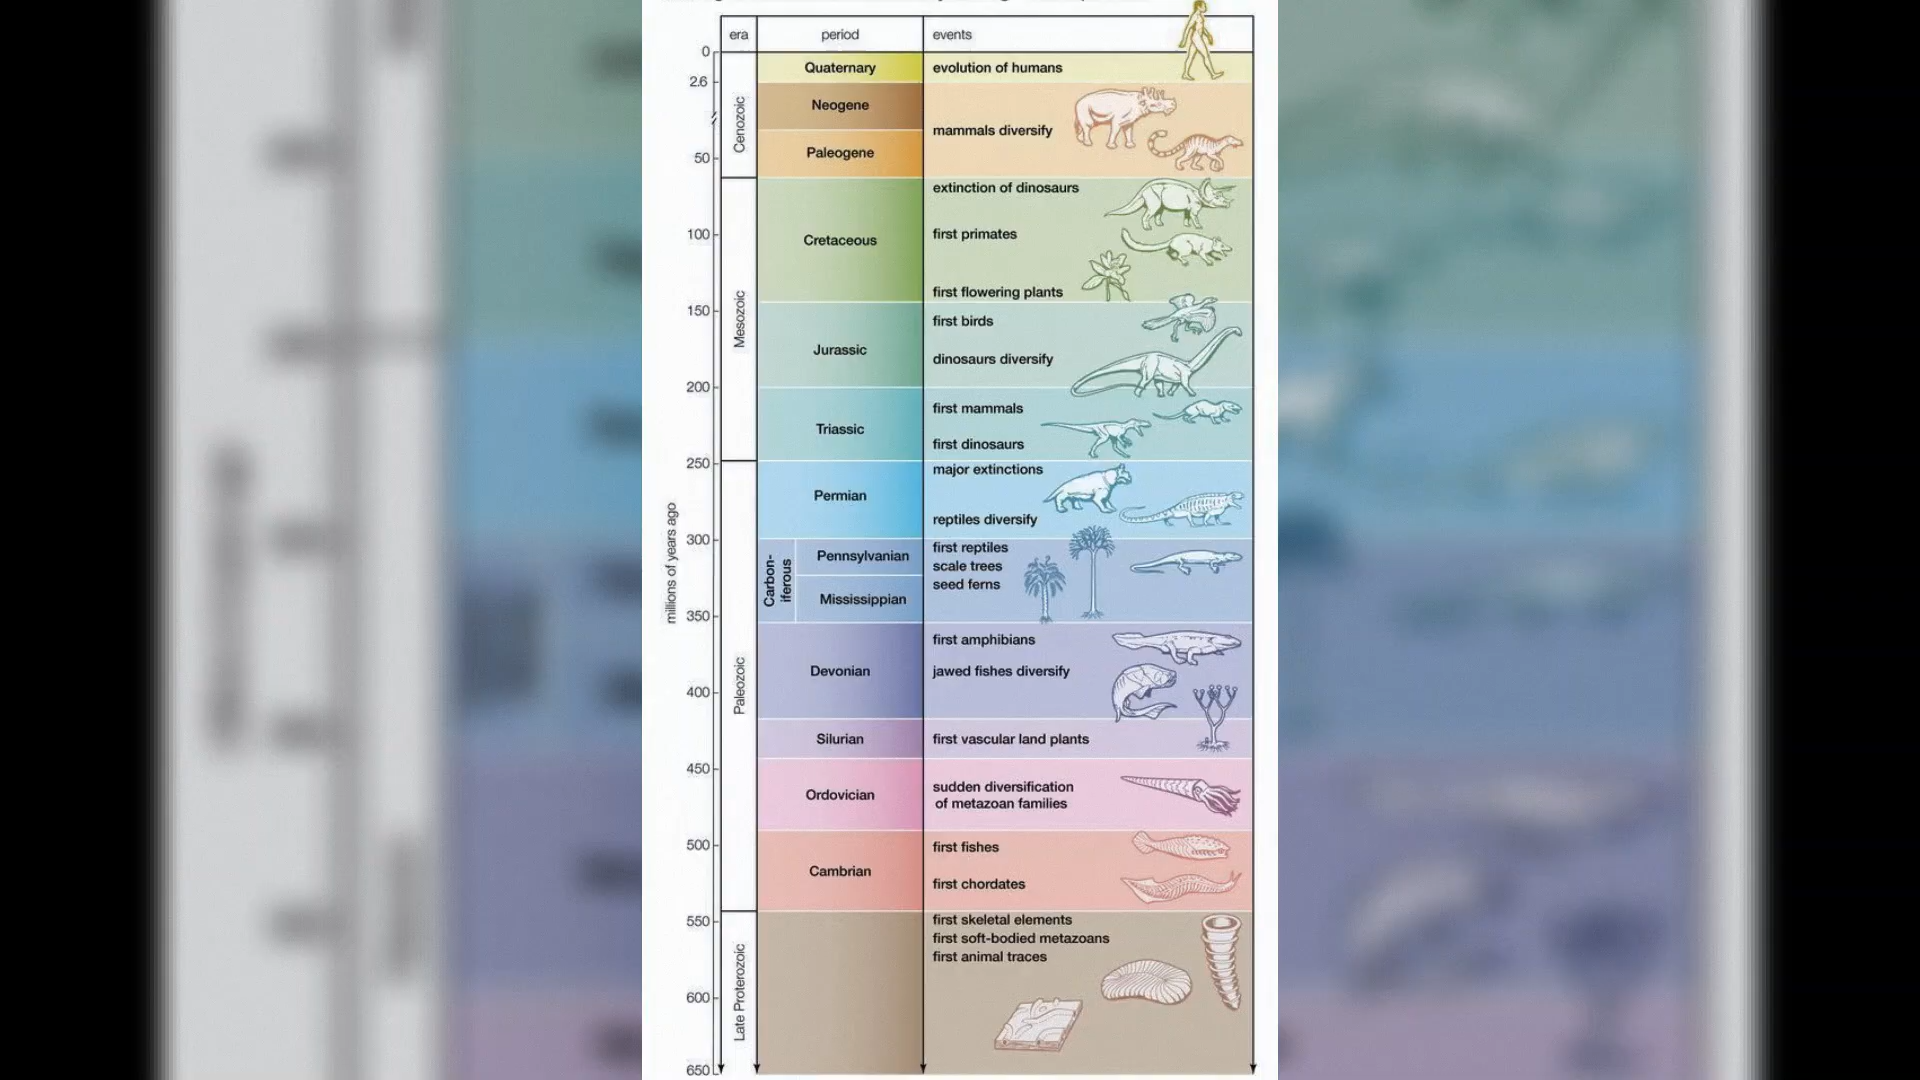 era period events
0
Quaternary evolution of humans
2.6
Neogene
mammals diversify
Cenozoic
Paleogene
50
extinction of dinosaurs
100
first primates
Cretaceous
first flowering plants
150
Mesozoic
first birds
Jurassic
dinosaurs diversify
200
first mammals
Triassic
first dinosaurs
250
major extinctions
Permian
reptiles diversify
300
millions of years ago
Carbon-
iferous
Pennsylvanian
first reptiles
scale trees
seed ferns
Mississippian
350
first amphibians
Devonian
jawed fishes diversify
Paleozoic
400
Silurian first vascular land plants
450
Ordovician
sudden diversification
of metazoan families
500
first fishes
Cambrian
first chordates
550
first skeletal elements
first soft-bodied metazoans
first animal traces
600
Late Proterozoic
650